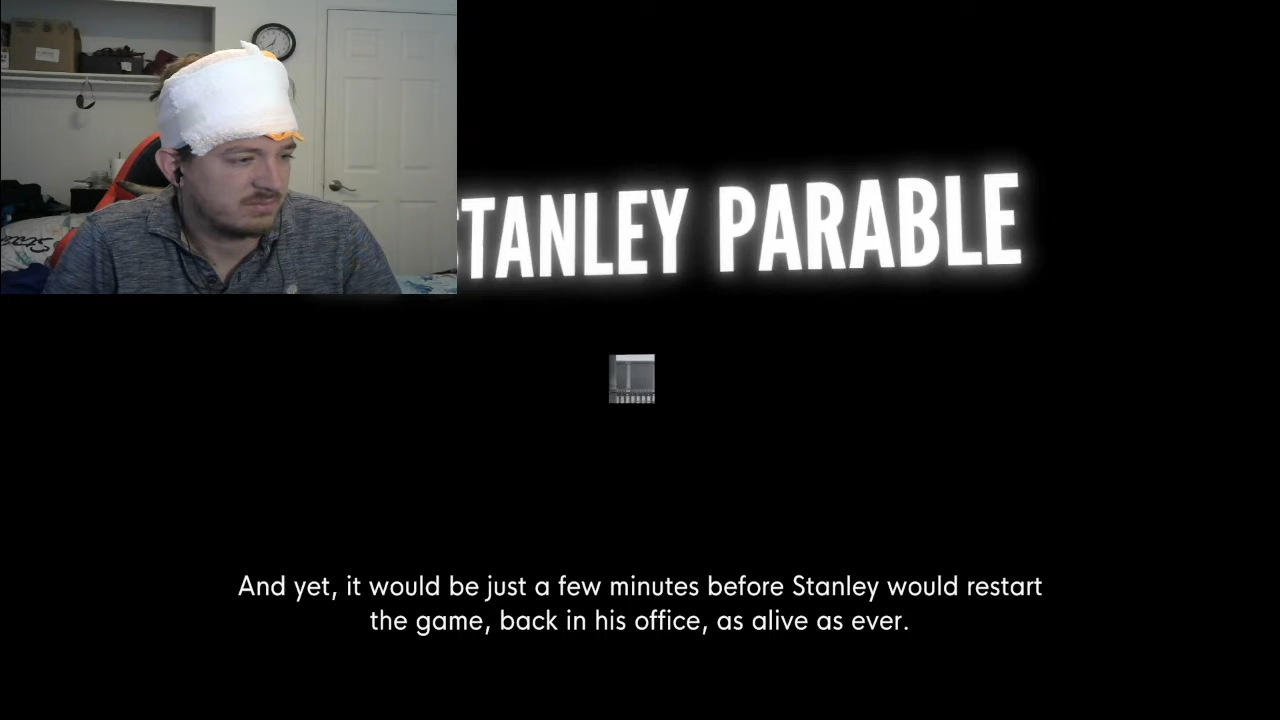 STANLEY PARABLE
And yet, it would be just a few minutes before Stanley would restart
the game, back in his office, as alive as ever.